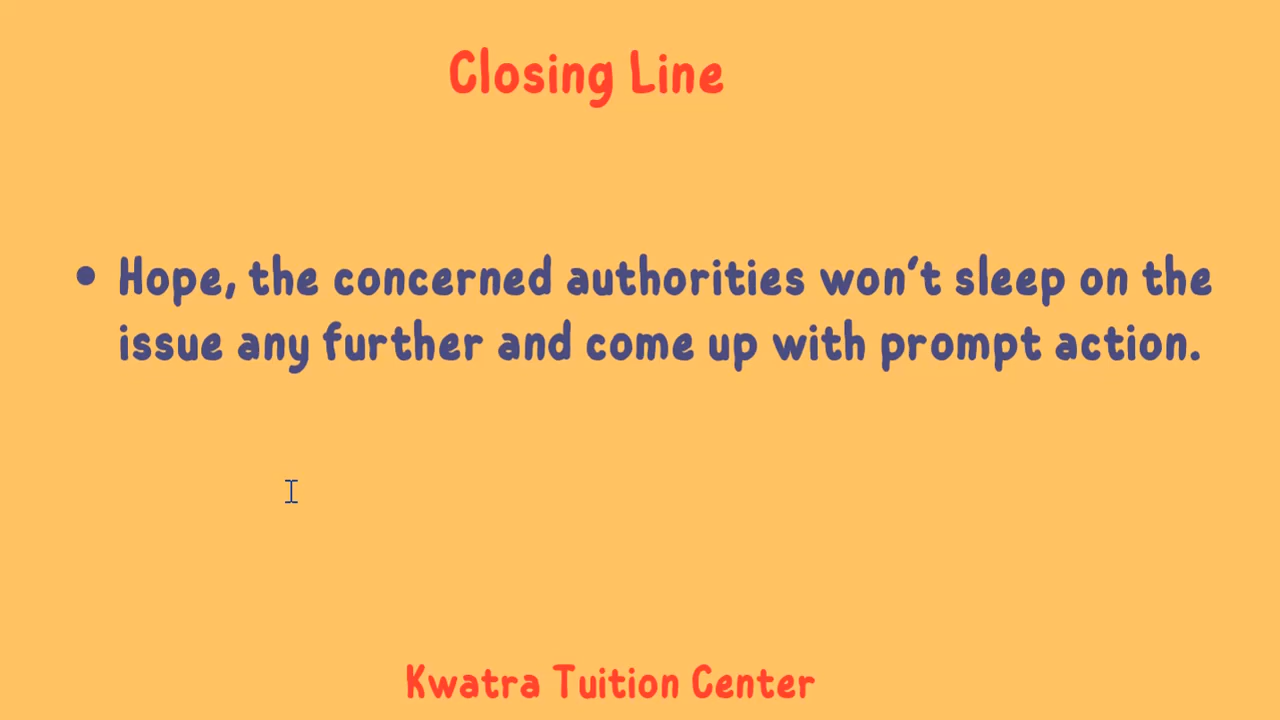 Closing Line
• Hope, the concerned authorities won't sleep on the
issue any further and come up with prompt action.
Kwatra Tuition Center